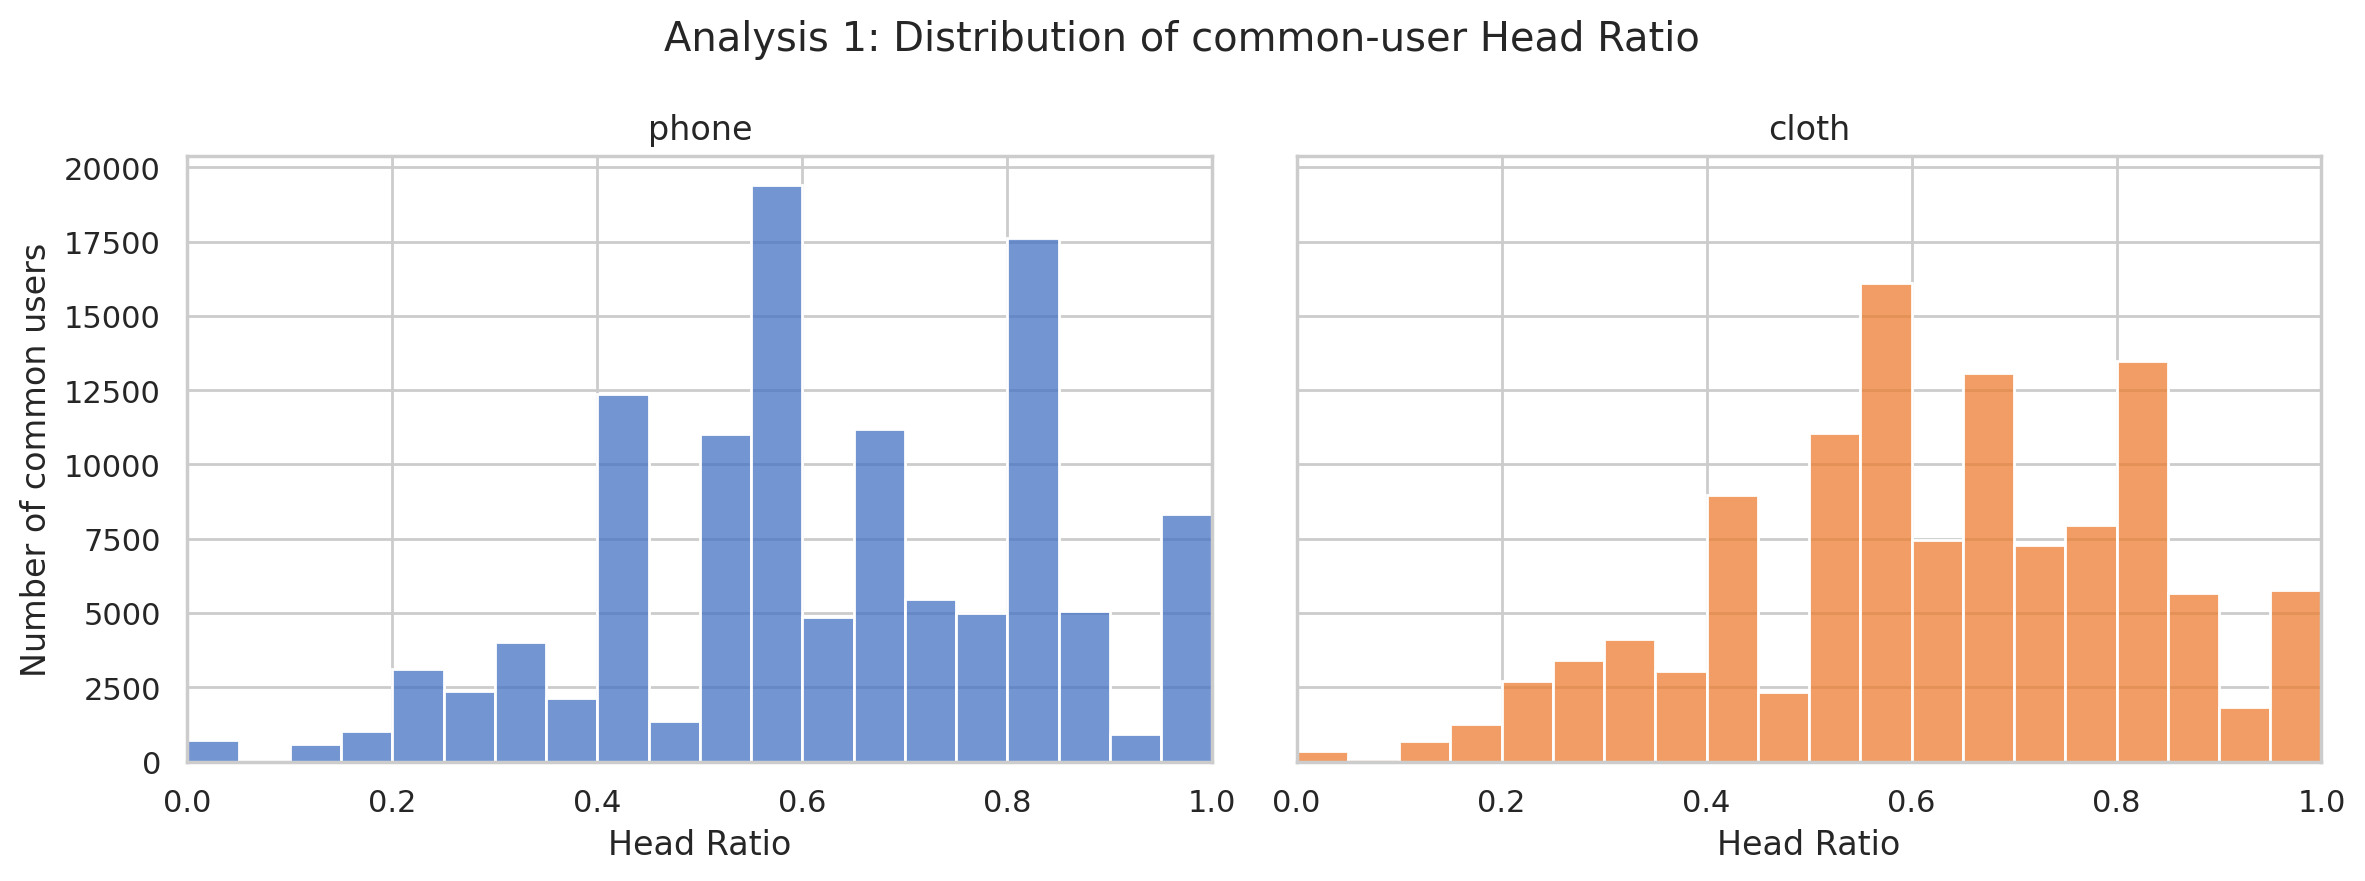 Analysis 1: Distribution of common-user Head Ratio
phone
cloth
Number of common users
20000
17500
15000
12500
10000
7500
5000
2500
0
0.0 0.2 0.4 0.6 0.8 1.0
0.0 0.2 0.4 0.6 0.8 1.0
Head Ratio
Head Ratio